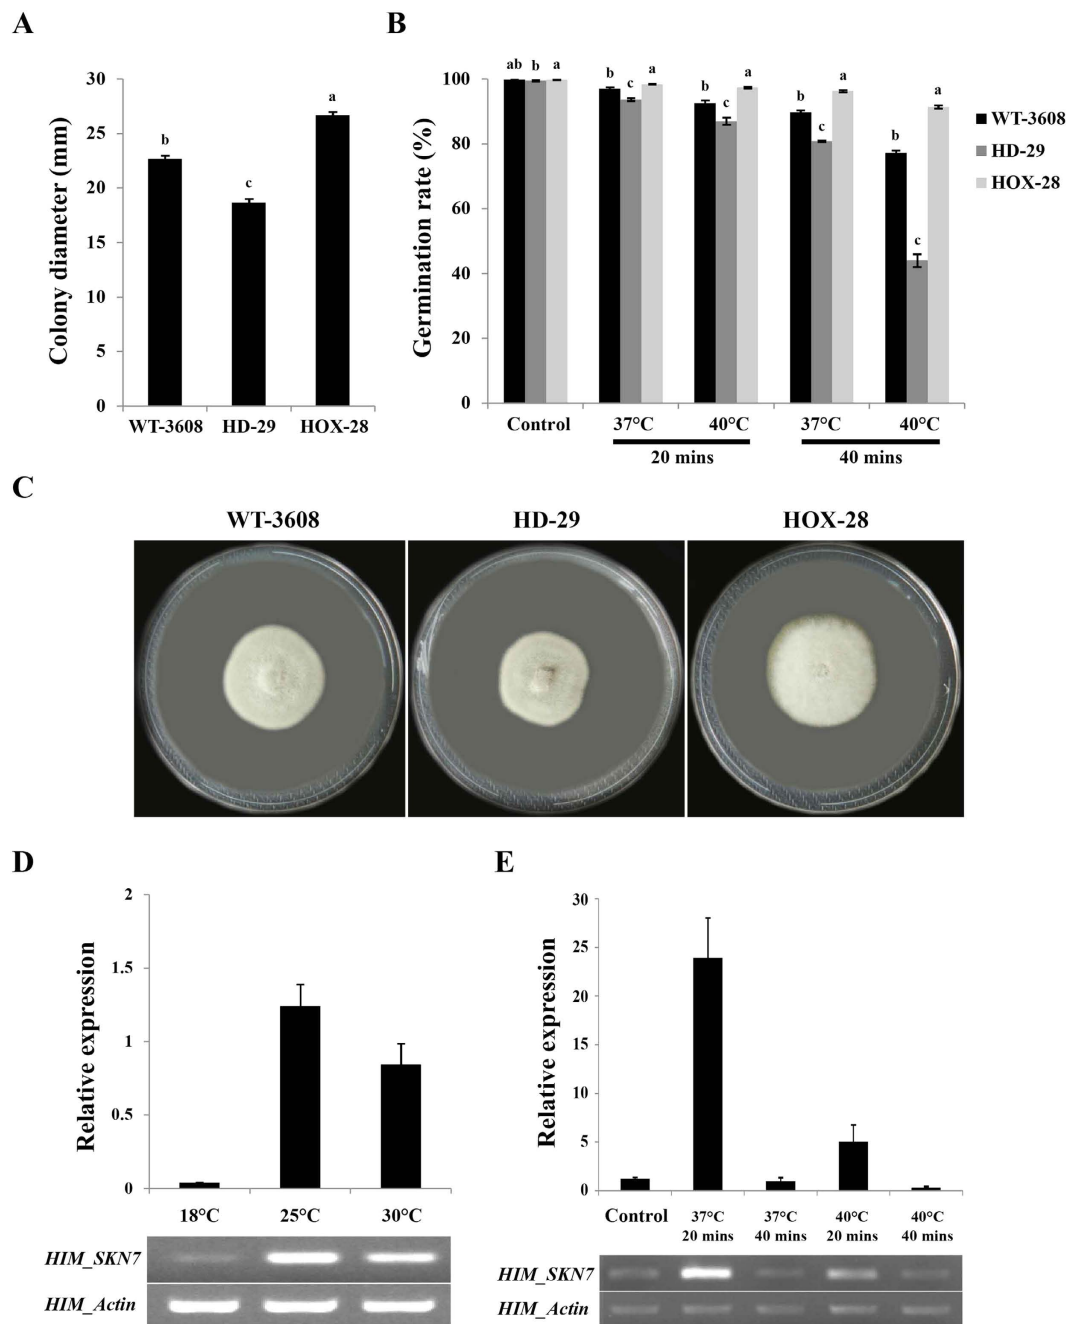 A
B
30
25
20
15
10
5
0
Colony diameter (mm)
b
c
a
WT-3608 HD-29 HOX-28
100
80
60
40
20
0
Germination rate (%)
ab b a
b c a
b c a
b c a
b c a
WT-3608
HD-29
HOX-28
Control 37°C 40°C 37°C 40°C
20 mins 40 mins
C
WT-3608 HD-29 HOX-28
D
2
1.5
1
0.5
0
Relative expression
18°C 25°C 30°C
HIM_SKN7
HIM_Actin
E
30
25
20
15
10
5
0
Relative expression
Control 37°C 37°C 40°C 40°C
20 mins 40 mins 20 mins 40 mins
HIM_SKN7
HIM_Actin